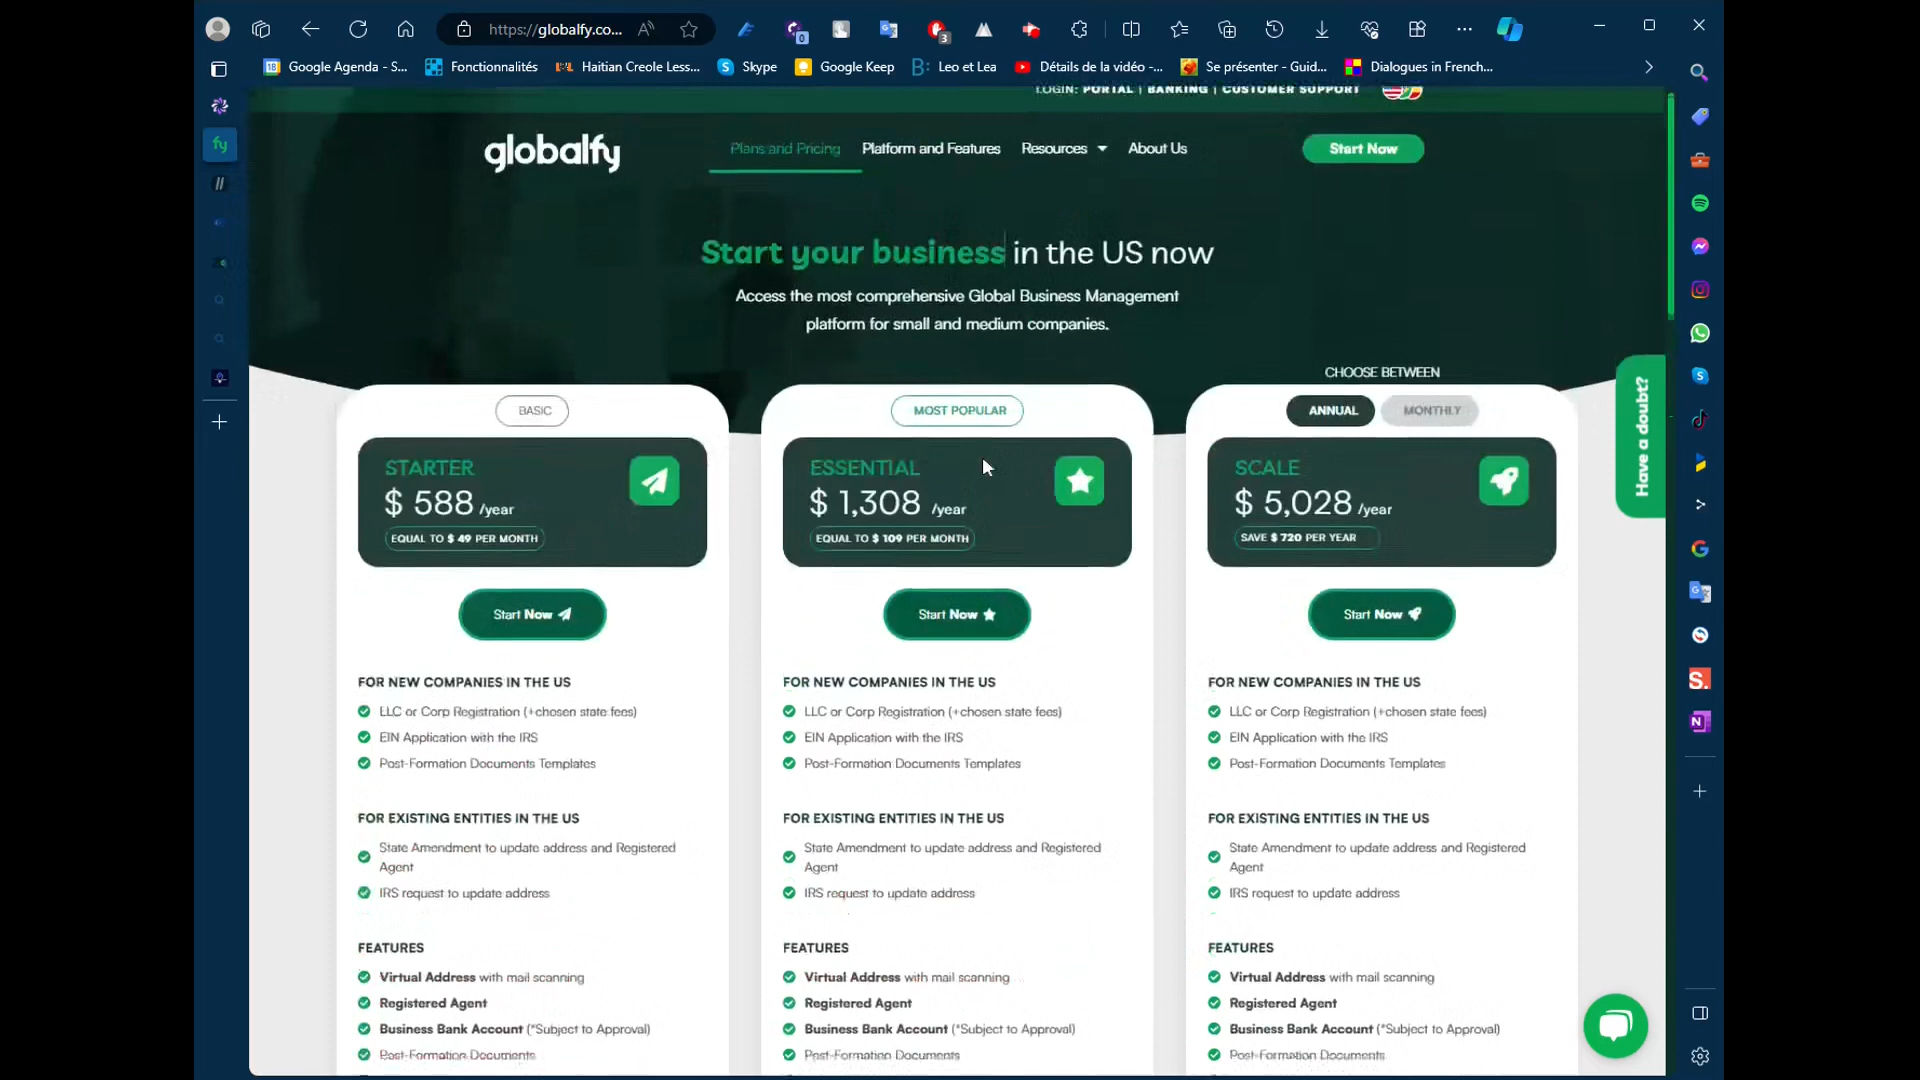 https://globalfy.co...
0
3
Google Agenda - S...
Fonctionnalités
Haitian Creole Less...
Skype
Google Keep
Leo et Lea
Détails de la vidéo -...
Se présenter - Guid...
Dialogues in French...
LOGIN: PORTAL | BANKING | CUSTOMER SUPPORT
fy
globalfy
Plans and Pricing
Platform and Features
Resources
About Us
Start Now
Start your business in the US now
Access the most comprehensive Global Business Management
platform for small and medium companies.
CHOOSE BETWEEN
BASIC
MOST POPULAR
ANNUAL
MONTHLY
Have a doubt?
STARTER
$ 588 /year
EQUAL TO $ 49 PER MONTH
Start Now
FOR NEW COMPANIES IN THE US
LLC or Corp Registration (+chosen state fees)
EIN Application with the IRS
Post-Formation Documents Templates
FOR EXISTING ENTITIES IN THE US
State Amendment to update address and Registered
Agent
IRS request to update address
FEATURES
Virtual Address with mail scanning
Registered Agent
Business Bank Account (*Subject to Approval)
Post-Formation Documents
ESSENTIAL
$ 1,308 /year
EQUAL TO $ 109 PER MONTH
Start Now
FOR NEW COMPANIES IN THE US
LLC or Corp Registration (+chosen state fees)
EIN Application with the IRS
Post-Formation Documents Templates
FOR EXISTING ENTITIES IN THE US
State Amendment to update address and Registered
Agent
IRS request to update address
FEATURES
Virtual Address with mail scanning
Registered Agent
Business Bank Account (*Subject to Approval)
Post-Formation Documents
SCALE
$ 5,028 /year
SAVE $ 720 PER YEAR
Start Now
FOR NEW COMPANIES IN THE US
LLC or Corp Registration (+chosen state fees)
EIN Application with the IRS
Post-Formation Documents Templates
FOR EXISTING ENTITIES IN THE US
State Amendment to update address and Registered
Agent
IRS request to update address
FEATURES
Virtual Address with mail scanning
Registered Agent
Business Bank Account (*Subject to Approval)
Post-Formation Documents